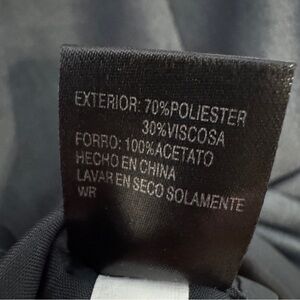 EXTERIOR: 70%POLIESTER
30%VISCOSA
FORRO: 100%ACETATO
HECHO EN CHINA
LAVAR EN SECO SOLAMENTE
WR